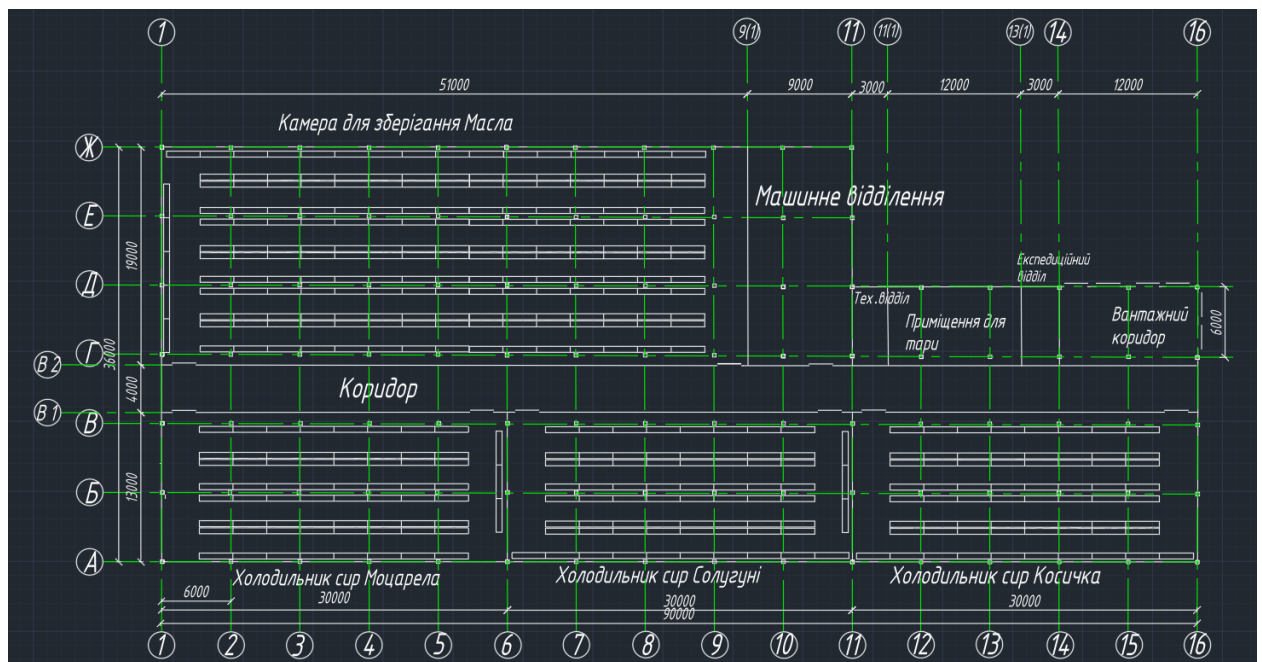 1 9(1) 11 11(1) 13(1) 14 16
51000 9000 3000 12000 3000 12000
Камера для зберігання Масла
Ж
Машинне відділення
Е
19000
Експедиційний
відділ
Д
Тех.відділ
Приміщення для
тари
Вантажний
коридор
6000
Г
36000
В 2
Коридор
4000
В 1
В
13000
Б
А
Холодильник сир Моцарела
Холодильник сир Солугуні
Холодильник сир Косичка
6000
30000 30000 30000
90000
1 2 3 4 5 6 7 8 9 10 11 12 13 14 15 16